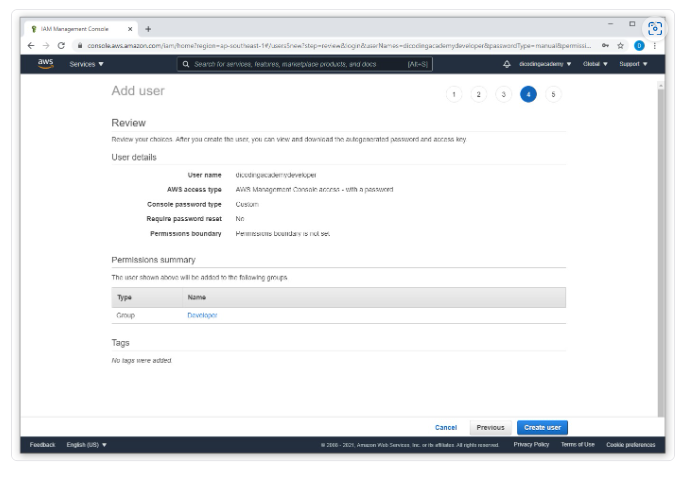 IAM Management Console
console.aws.amazon.com/iam/home?region=ap-southeast-1#/users$new?step=review&login&userNames=dicodingacademydeveloper&passwordType=manual&permissi...
D
aws Services Search for services, features, marketplace products, and docs [Alt+S] dicodingacademy Global Support
Add user
1 2 3 4 5
Review
Review your choices. After you create the user, you can view and download the autogenerated password and access key.
User details
User name dicodingacademydeveloper
AWS access type AWS Management Console access - with a password
Console password type Custom
Require password reset No
Permissions boundary Permissions boundary is not set
Permissions summary
The user shown above will be added to the following groups.
Type Name
Group Developer
Tags
No tags were added.
Cancel Previous Create user
Feedback English (US) © 2008 - 2021, Amazon Web Services, Inc. or its affiliates. All rights reserved. Privacy Policy Terms of Use Cookie preferences